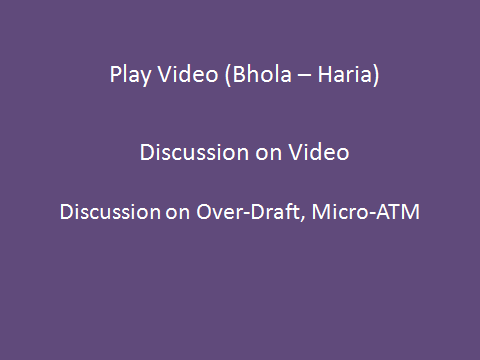 Play Video (Bhola – Haria)
Discussion on Video
Discussion on Over-Draft, Micro-ATM